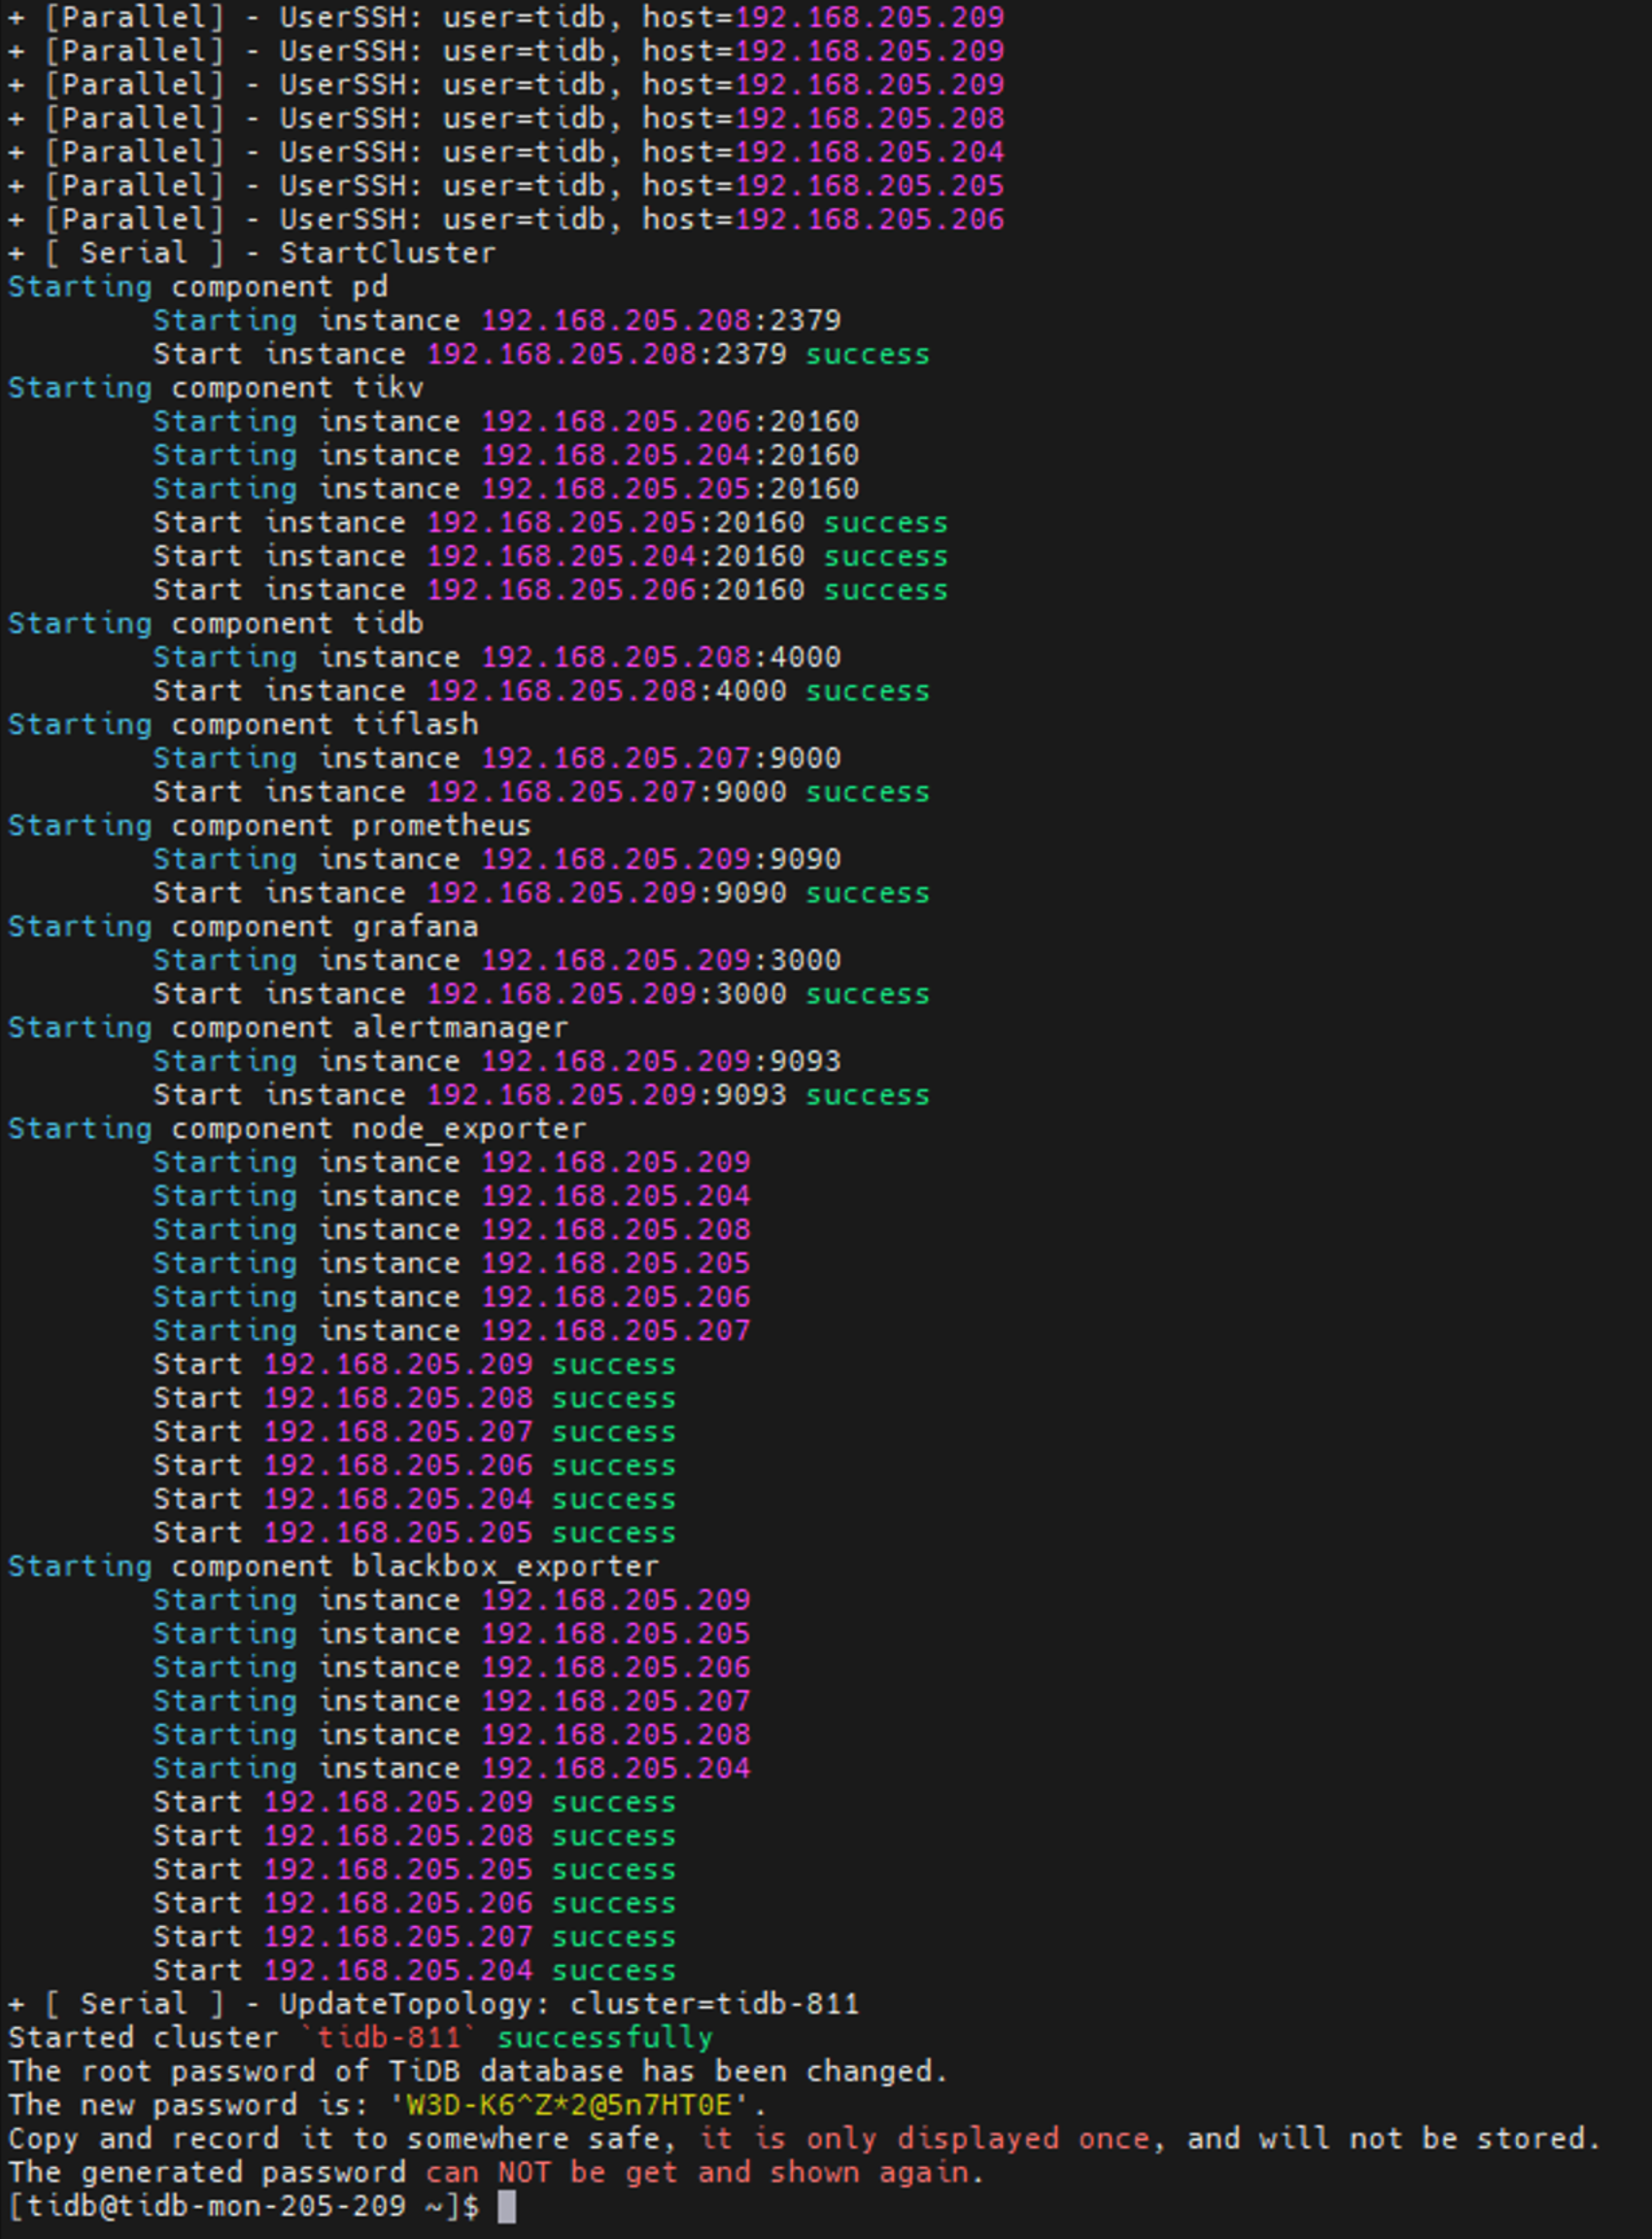 + [Parallel] - UserSSH: user=tidb, host=192.168.205.209
+ [Parallel] - UserSSH: user=tidb, host=192.168.205.209
+ [Parallel] - UserSSH: user=tidb, host=192.168.205.209
+ [Parallel] - UserSSH: user=tidb, host=192.168.205.208
+ [Parallel] - UserSSH: user=tidb, host=192.168.205.204
+ [Parallel] - UserSSH: user=tidb, host=192.168.205.205
+ [Parallel] - UserSSH: user=tidb, host=192.168.205.206
+ [ Serial ] - StartCluster
Starting component pd
        Starting instance 192.168.205.208:2379
        Start instance 192.168.205.208:2379 success
Starting component tikv
        Starting instance 192.168.205.206:20160
        Starting instance 192.168.205.204:20160
        Starting instance 192.168.205.205:20160
        Start instance 192.168.205.205:20160 success
        Start instance 192.168.205.204:20160 success
        Start instance 192.168.205.206:20160 success
Starting component tidb
        Starting instance 192.168.205.208:4000
        Start instance 192.168.205.208:4000 success
Starting component tiflash
        Starting instance 192.168.205.207:9000
        Start instance 192.168.205.207:9000 success
Starting component prometheus
        Starting instance 192.168.205.209:9090
        Start instance 192.168.205.209:9090 success
Starting component grafana
        Starting instance 192.168.205.209:3000
        Start instance 192.168.205.209:3000 success
Starting component alertmanager
        Starting instance 192.168.205.209:9093
        Start instance 192.168.205.209:9093 success
Starting component node_exporter
        Starting instance 192.168.205.209
        Starting instance 192.168.205.204
        Starting instance 192.168.205.208
        Starting instance 192.168.205.205
        Starting instance 192.168.205.206
        Starting instance 192.168.205.207
        Start 192.168.205.209 success
        Start 192.168.205.208 success
        Start 192.168.205.207 success
        Start 192.168.205.206 success
        Start 192.168.205.204 success
        Start 192.168.205.205 success
Starting component blackbox_exporter
        Starting instance 192.168.205.209
        Starting instance 192.168.205.205
        Starting instance 192.168.205.206
        Starting instance 192.168.205.207
        Starting instance 192.168.205.208
        Starting instance 192.168.205.204
        Start 192.168.205.209 success
        Start 192.168.205.208 success
        Start 192.168.205.205 success
        Start 192.168.205.206 success
        Start 192.168.205.207 success
        Start 192.168.205.204 success
+ [ Serial ] - UpdateTopology: cluster=tidb-811
Started cluster `tidb-811` successfully
The root password of TiDB database has been changed.
The new password is: 'W3D-K6^Z*2@5n7HT0E'.
Copy and record it to somewhere safe, it is only displayed once, and will not be stored.
The generated password can NOT be get and shown again.
[tidb@tidb-mon-205-209 ~]$